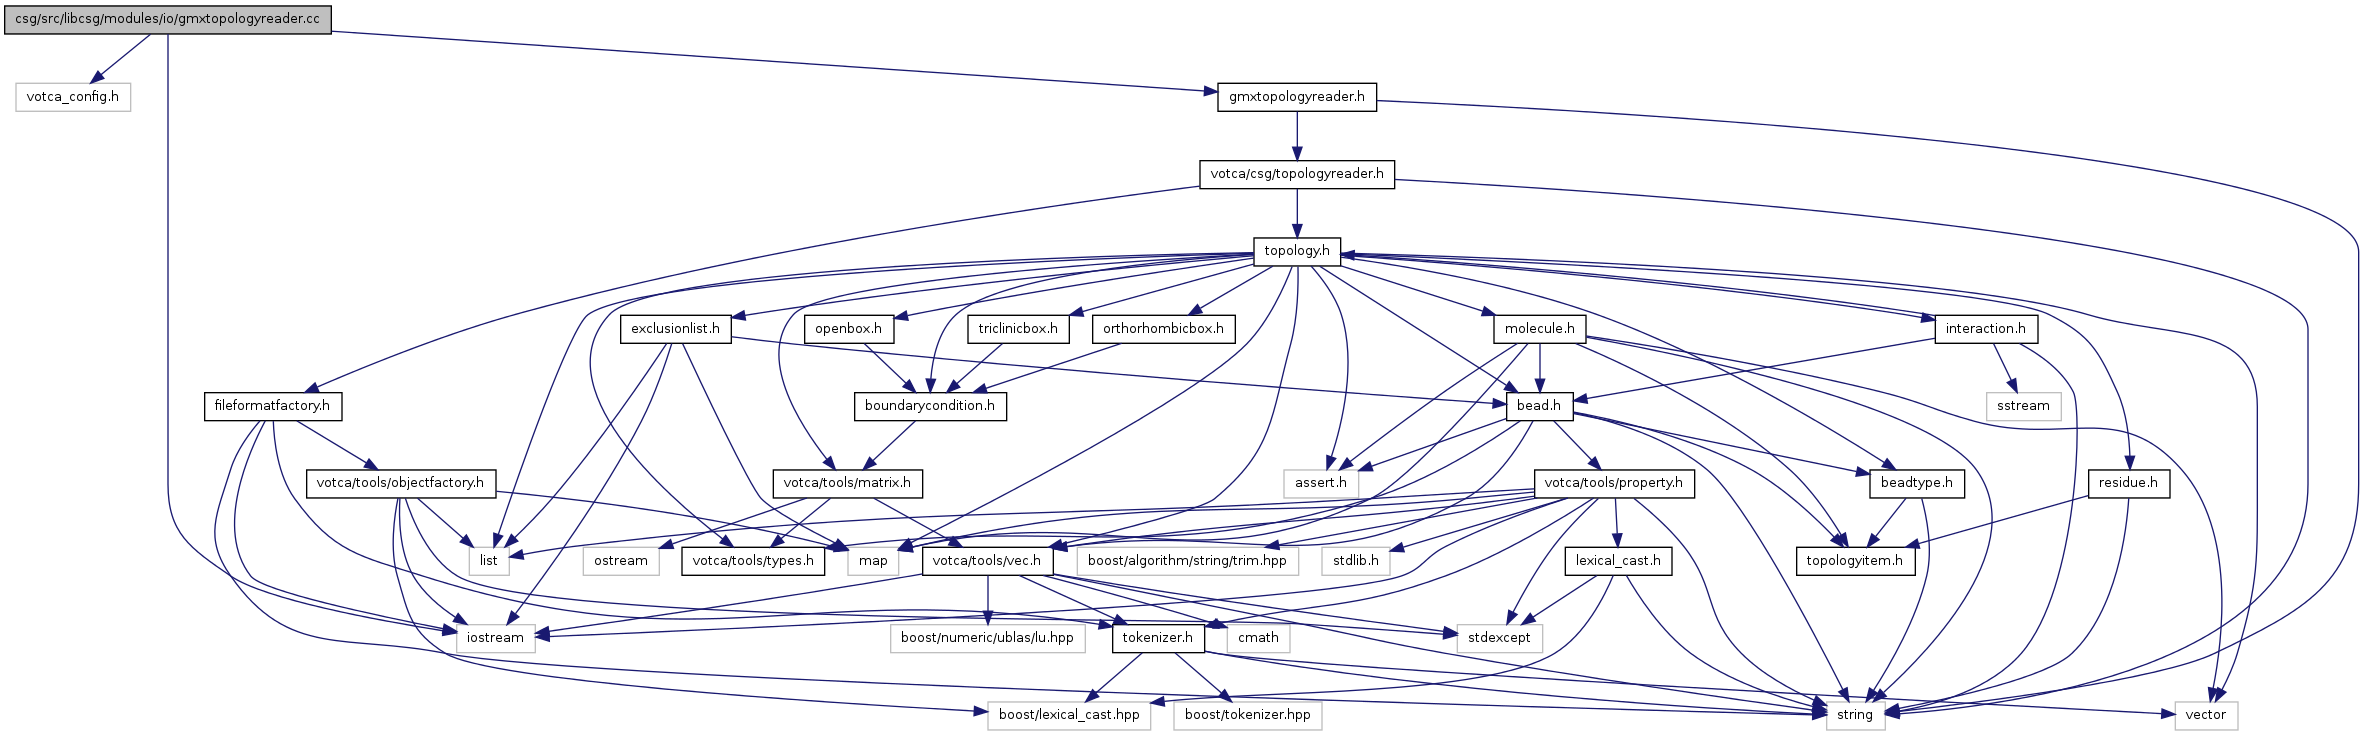 csg/src/libcsg/modules/io/gmxtopologyreader.cc
votca_config.h
gmxtopologyreader.h
votca/csg/topologyreader.h
topology.h
exclusionlist.h
openbox.h
triclinicbox.h
orthorhombicbox.h
molecule.h
interaction.h
fileformatfactory.h
boundarycondition.h
bead.h
sstream
votca/tools/objectfactory.h
votca/tools/matrix.h
assert.h
votca/tools/property.h
beadtype.h
residue.h
list
ostream
votca/tools/types.h
map
votca/tools/vec.h
boost/algorithm/string/trim.hpp
stdlib.h
lexical_cast.h
topologyitem.h
iostream
boost/numeric/ublas/lu.hpp
tokenizer.h
cmath
stdexcept
boost/lexical_cast.hpp
boost/tokenizer.hpp
string
vector